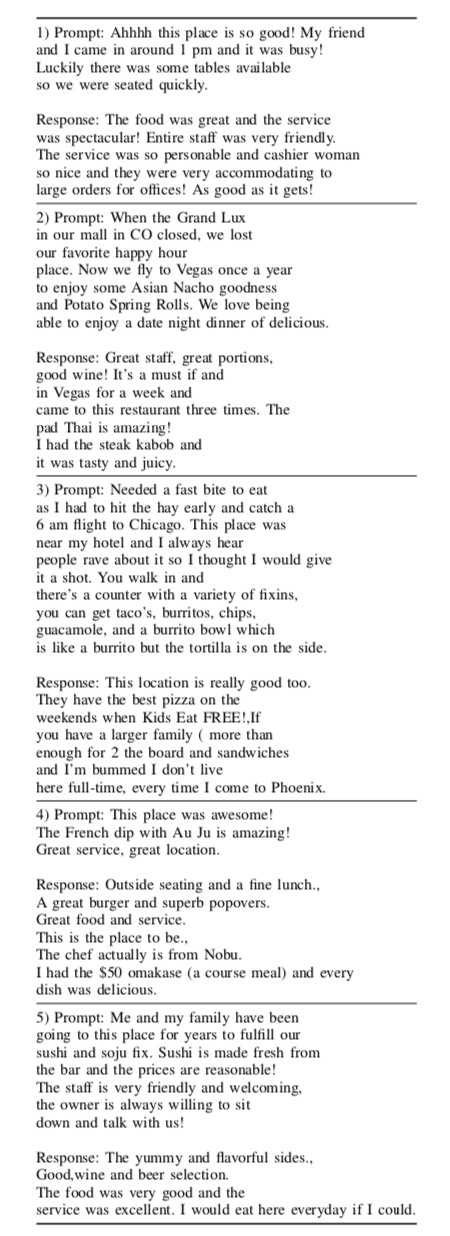 1) Prompt: Ahhhh this place is so good! My friend
and I came in around 1 pm and it was busy!
Luckily there was some tables available
so we were seated quickly.
Response: The food was great and the service
was spectacular! Entire staff was very friendly.
The service was so personable and cashier woman
so nice and they were very accommodating to
large orders for offices! As good as it gets!
2) Prompt: When the Grand Lux
in our mall in CO closed, we lost
our favorite happy hour
place. Now we fly to Vegas once a year
to enjoy some Asian Nacho goodness
and Potato Spring Rolls. We love being
able to enjoy a date night dinner of delicious.
Response: Great staff, great portions,
good wine! It's a must if and
in Vegas for a week and
came to this restaurant three times. The
pad Thai is amazing!
I had the steak kabob and
it was tasty and juicy.
3) Prompt: Needed a fast bite to eat
as I had to hit the hay early and catch a
6 am flight to Chicago. This place was
near my hotel and I always hear
people rave about it so I thought I would give
it a shot. You walk in and
there's a counter with a variety of fixins,
you can get taco's, burritos, chips,
guacamole, and a burrito bowl which
is like a burrito but the tortilla is on the side.
Response: This location is really good too.
They have the best pizza on the
weekends when Kids Eat FREE!,If
you have a larger family ( more than
enough for 2 the board and sandwiches
and I'm bummed I don't live
here full-time, every time I come to Phoenix.
4) Prompt: This place was awesome!
The French dip with Au Ju is amazing!
Great service, great location.
Response: Outside seating and a fine lunch.,
A great burger and superb popovers.
Great food and service.
This is the place to be.,
The chef actually is from Nobu.
I had the $50 omakase (a course meal) and every
dish was delicious.
5) Prompt: Me and my family have been
going to this place for years to fulfill our
sushi and soju fix. Sushi is made fresh from
the bar and the prices are reasonable!
The staff is very friendly and welcoming,
the owner is always willing to sit
down and talk with us!
Response: The yummy and flavorful sides.,
Good,wine and beer selection.
The food was very good and the
service was excellent. I would eat here everyday if I could.